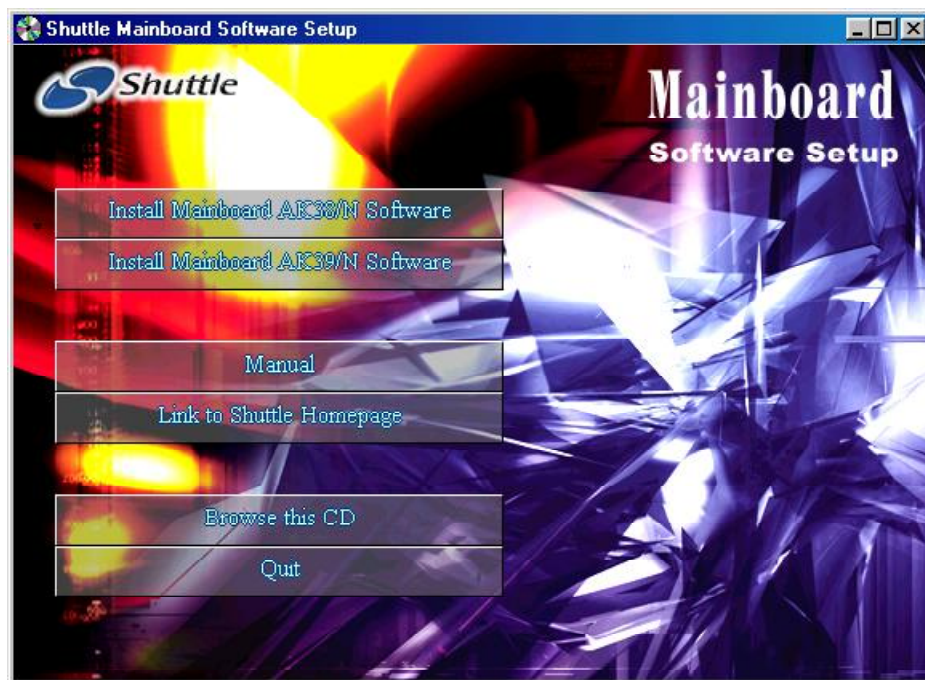 Shuttle Mainboard Software Setup
Shuttle
Mainboard
Software Setup
Install Mainboard AK38/N Software
Install Mainboard AK39/N Software
Manual
Link to Shuttle Homepage
Browse this CD
Quit